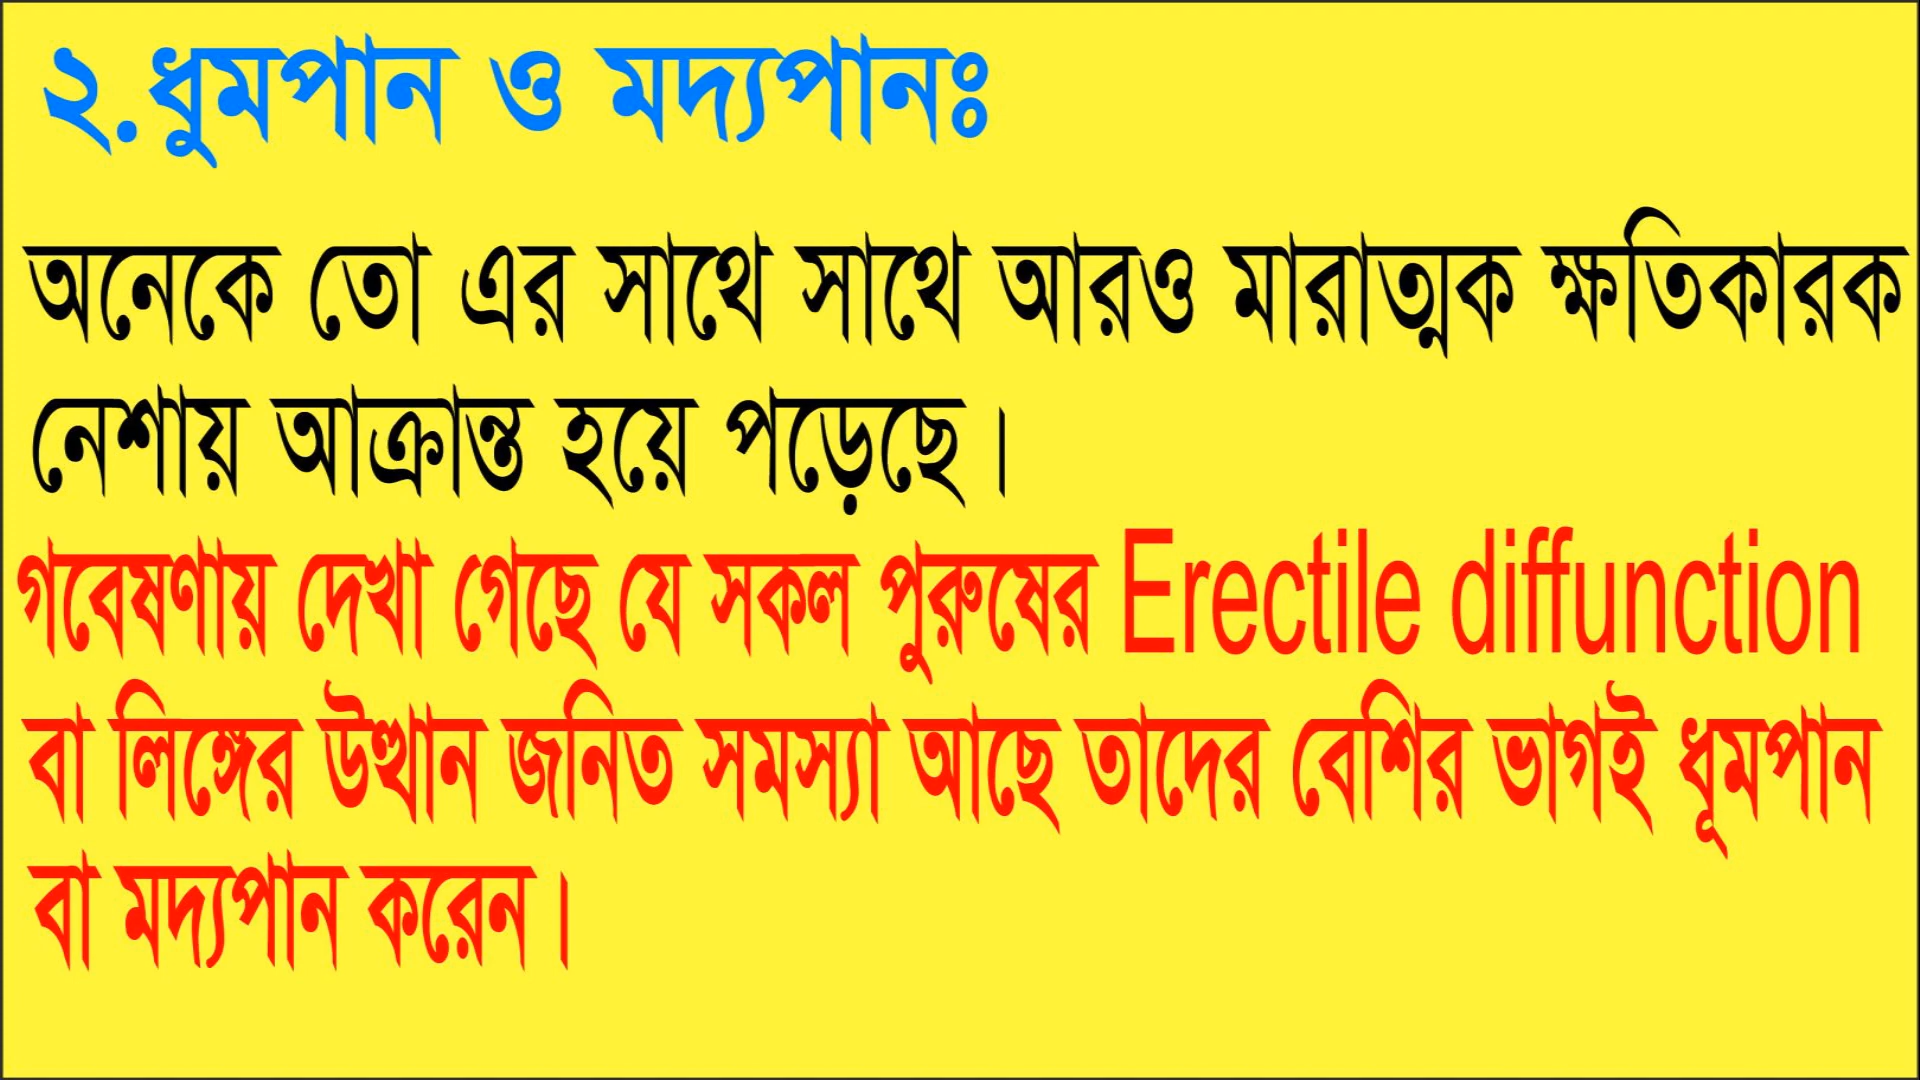 ২.ধুমপান ও মদ্যপানঃ
অনেকে তো এর সাথে সাথে আরও মারাত্মক ক্ষতিকারক
নেশায় আক্রান্ত হয়ে পড়েছে।
গবেষণায় দেখা গেছে যে সকল পুরুষের Erectile diffunction
বা লিঙ্গের উত্থান জনিত সমস্যা আছে তাদের বেশির ভাগই ধূমপান
বা মদ্যপান করেন।